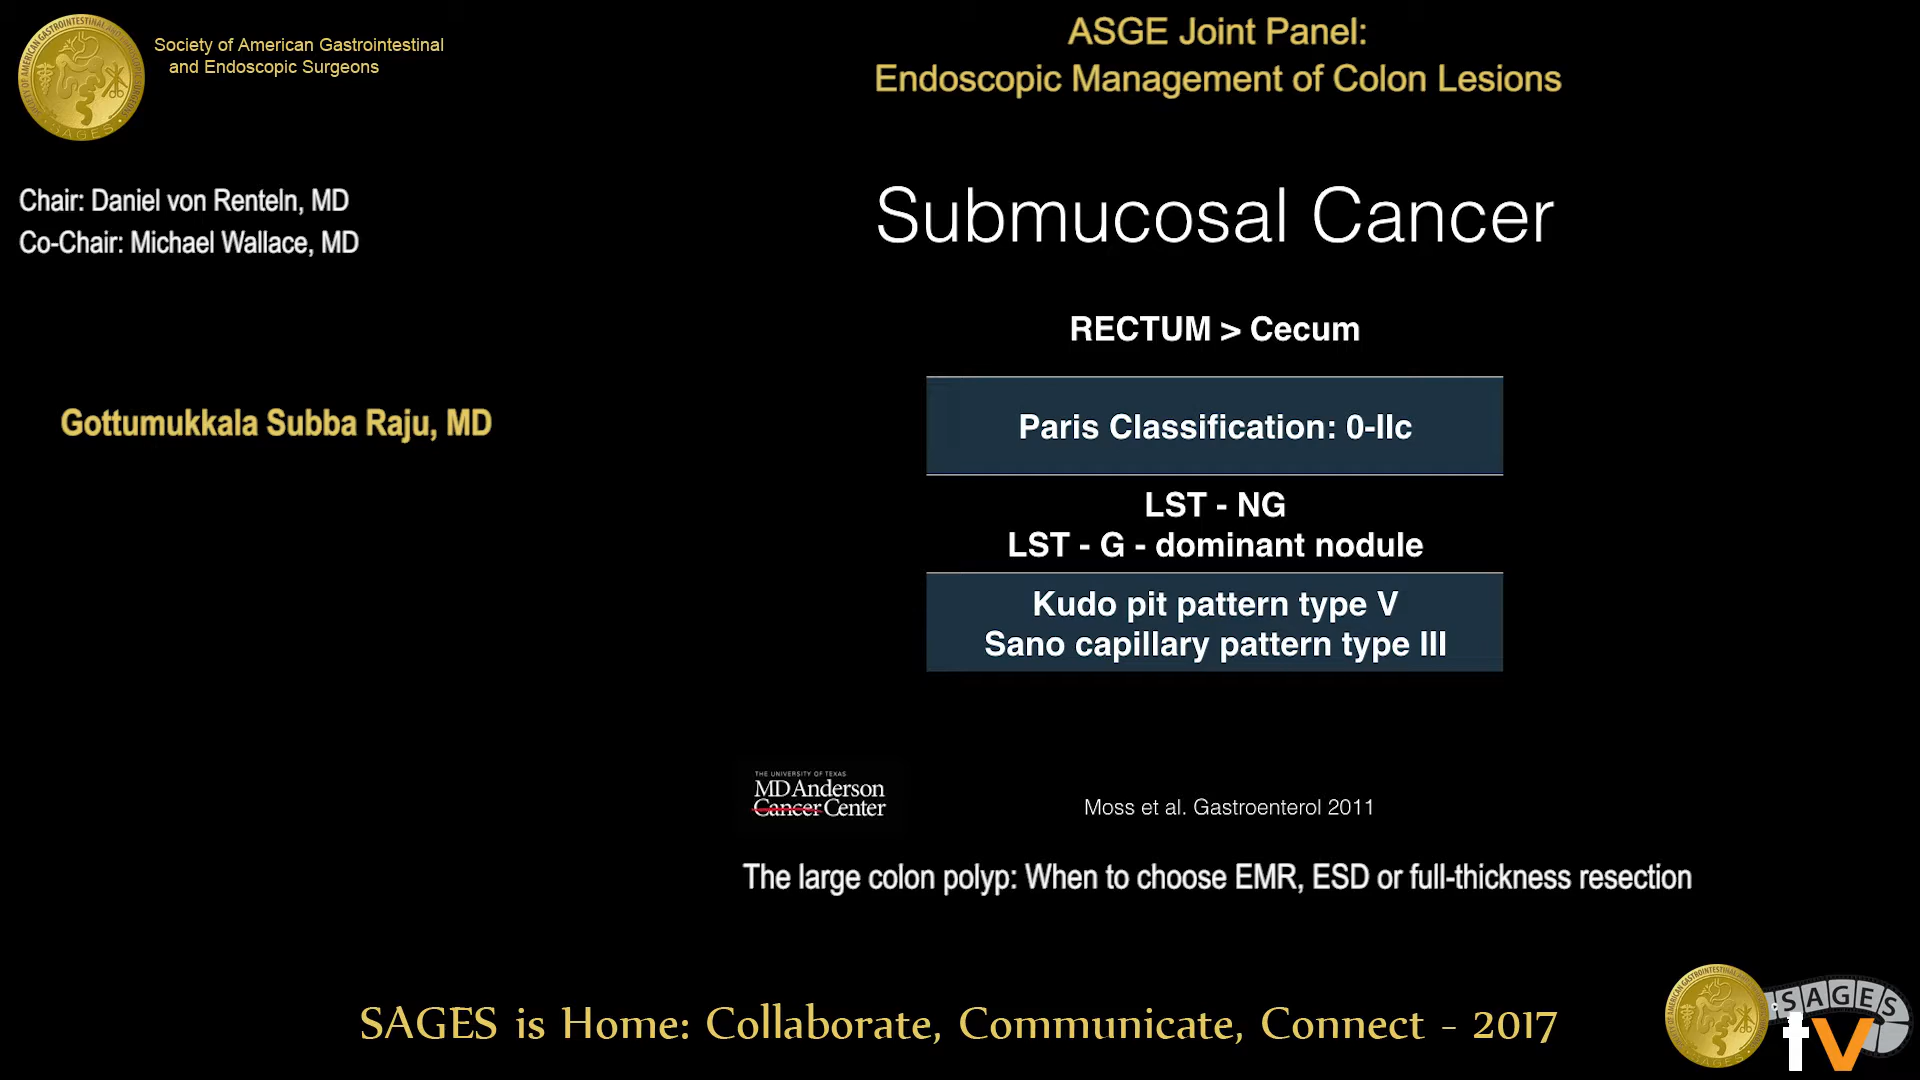 Society of American Gastrointestinal
and Endoscopic Surgeons
ASGE Joint Panel:
Endoscopic Management of Colon Lesions
Chair: Daniel von Renteln, MD
Co-Chair: Michael Wallace, MD
Gottumukkala Subba Raju, MD
Submucosal Cancer
RECTUM > Cecum
Paris Classification: 0-IIc
LST - NG
LST - G - dominant nodule
Kudo pit pattern type V
Sano capillary pattern type III
THE UNIVERSITY OF TEXAS
MD Anderson
Cancer Center
Moss et al. Gastroenterol 2011
The large colon polyp: When to choose EMR, ESD or full-thickness resection
SAGES is Home: Collaborate, Communicate, Connect - 2017
SAGES
tv